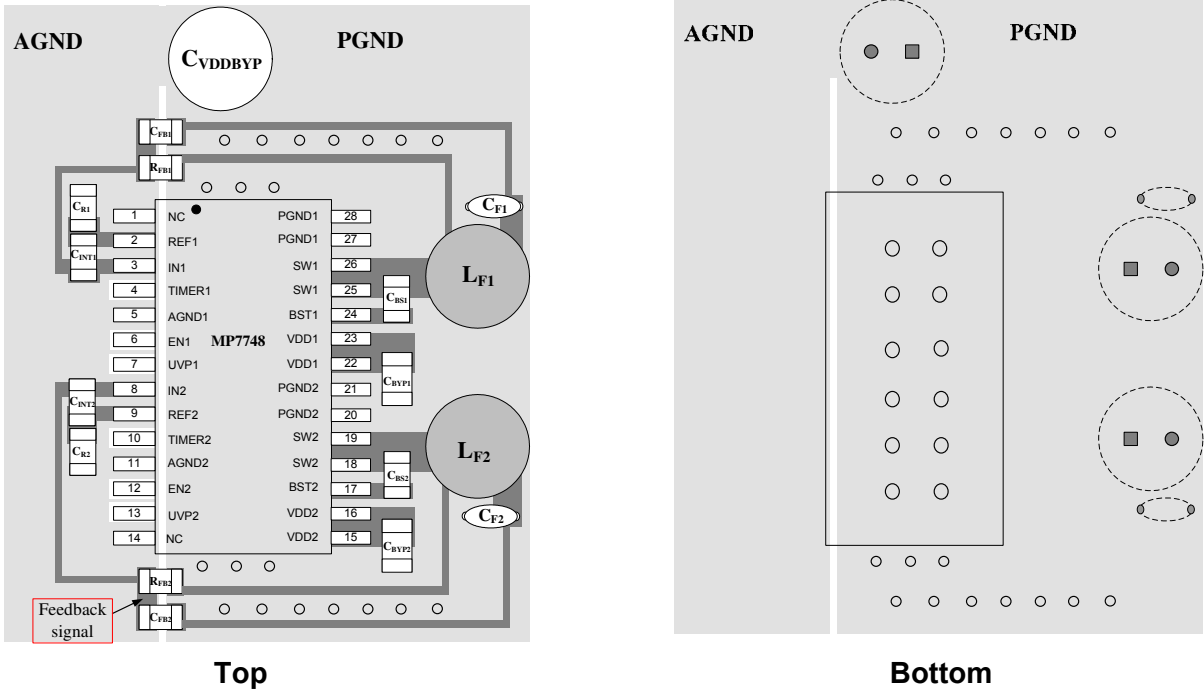 AGND
PGND
CVDDBYP
CFB1
RFB1
CR1
CINT1
1 NC
2 REF1
3 IN1
4 TIMER1
5 AGND1
6 EN1
7 UVP1
8 IN2
9 REF2
10 TIMER2
11 AGND2
12 EN2
13 UVP2
14 NC
MP7748
PGND1 28
PGND1 27
SW1 26
SW1 25
BST1 24
VDD1 23
VDD1 22
PGND2 21
PGND2 20
SW2 19
SW2 18
BST2 17
VDD2 16
VDD2 15
CF1
LF1
CBS1
CBYP1
CINT2
CR2
LF2
CBS2
CF2
CBYP2
RFB2
CFB2
Feedback
signal
Top
AGND
PGND
Bottom